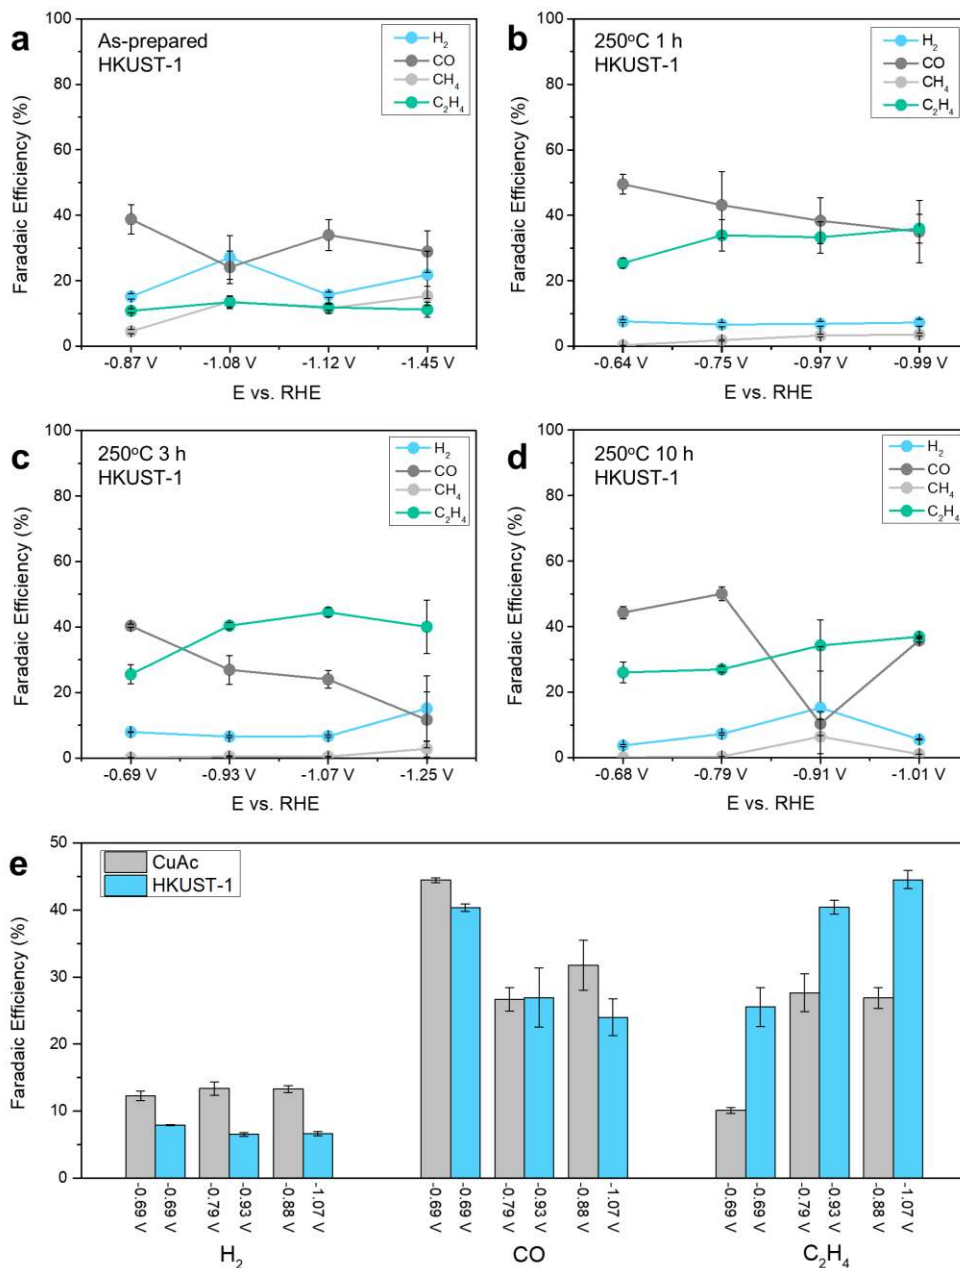 a
As-prepared
HKUST-1
H₂
CO
CH₄
C₂H₄
Faradaic Efficiency (%)
100
80
60
40
20
0
-0.87 V -1.08 V -1.12 V -1.45 V
E vs. RHE
b
250°C 1 h
HKUST-1
H₂
CO
CH₄
C₂H₄
Faradaic Efficiency (%)
100
80
60
40
20
0
-0.64 V -0.75 V -0.97 V -0.99 V
E vs. RHE
c
250°C 3 h
HKUST-1
H₂
CO
CH₄
C₂H₄
Faradaic Efficiency (%)
100
80
60
40
20
0
-0.69 V -0.93 V -1.07 V -1.25 V
E vs. RHE
d
250°C 10 h
HKUST-1
H₂
CO
CH₄
C₂H₄
Faradaic Efficiency (%)
100
80
60
40
20
0
-0.68 V -0.79 V -0.91 V -1.01 V
E vs. RHE
e
CuAc
HKUST-1
Faradaic Efficiency (%)
50
40
30
20
10
0
-0.69 V
-0.69 V
-0.79 V
-0.93 V
-0.88 V
-1.07 V
H₂
-0.69 V
-0.69 V
-0.79 V
-0.93 V
-0.88 V
-1.07 V
CO
-0.69 V
-0.69 V
-0.79 V
-0.93 V
-0.88 V
-1.07 V
C₂H₄